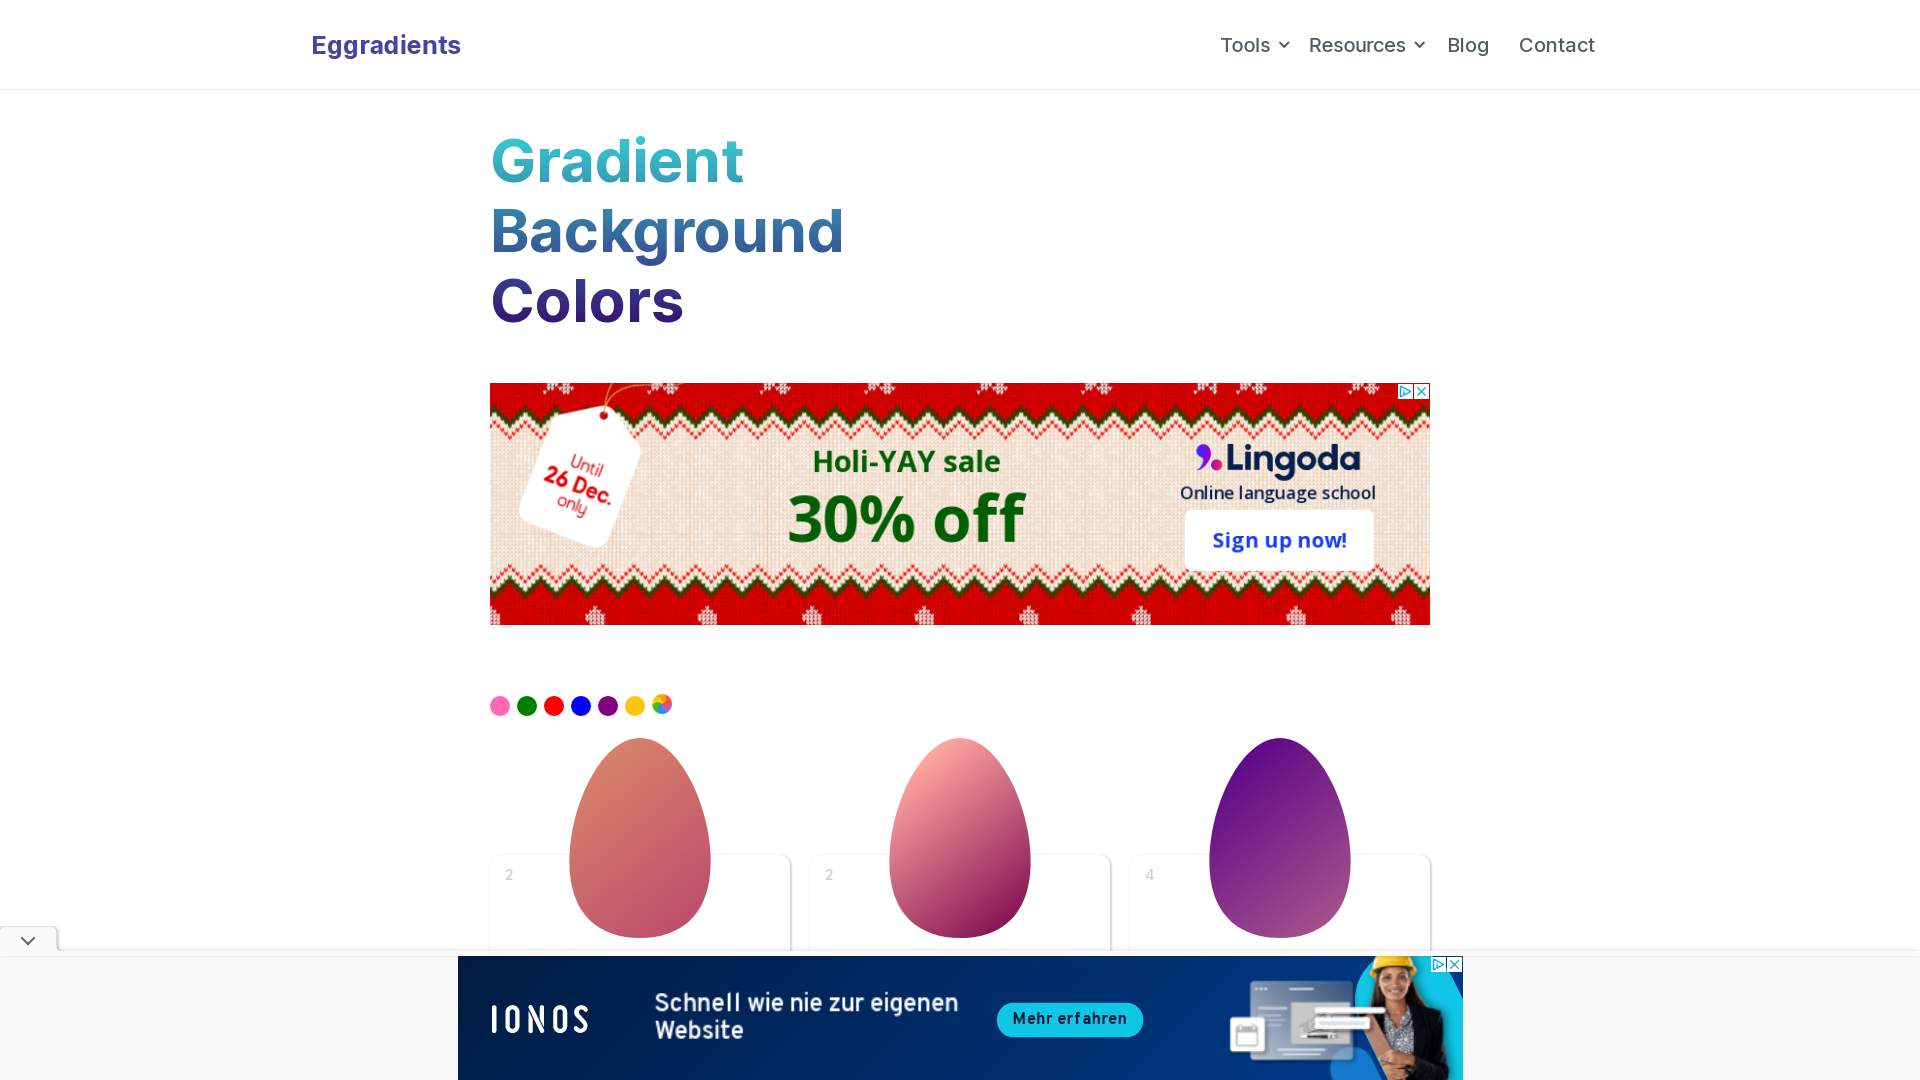 Eggradients
Tools
Resources
Blog
Contact
Gradient
Background
Colors
Until
26 Dec.
only
Holi-YAY sale
30% off
Lingoda
Online language school
Sign up now!
2
2
4
IONOS
Schnell wie nie zur eigenen
Website
Mehr erfahren